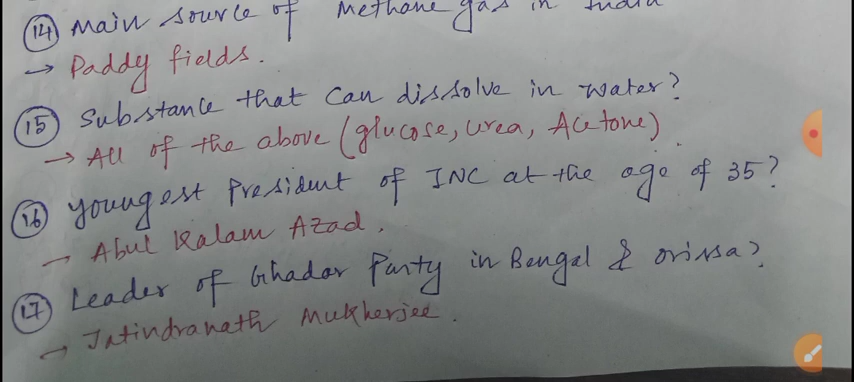 (14) Main source of Methane gas in India
→ Paddy fields.
(15) Substance that can dissolve in water?
→ All of the above (glucose, urea, Acetone).
(16) youngest President of INC at the age of 35?
→ Abul Kalam Azad.
(17) Leader of Ghadar Party in Bengal & orissa?
→ Jatindranath Mukherjee.